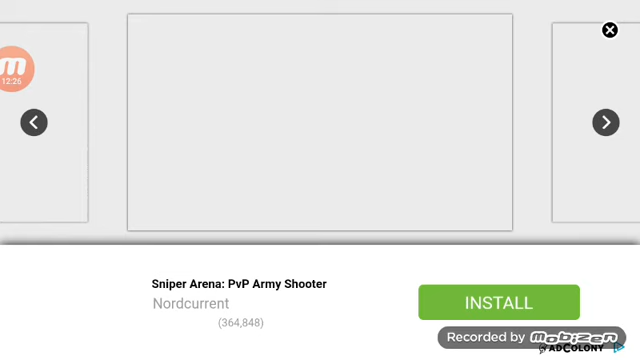 12:26
Sniper Arena: PvP Army Shooter
Nordcurrent
(364,848)
INSTALL
Recorded by Mobizen
ADCOLONY